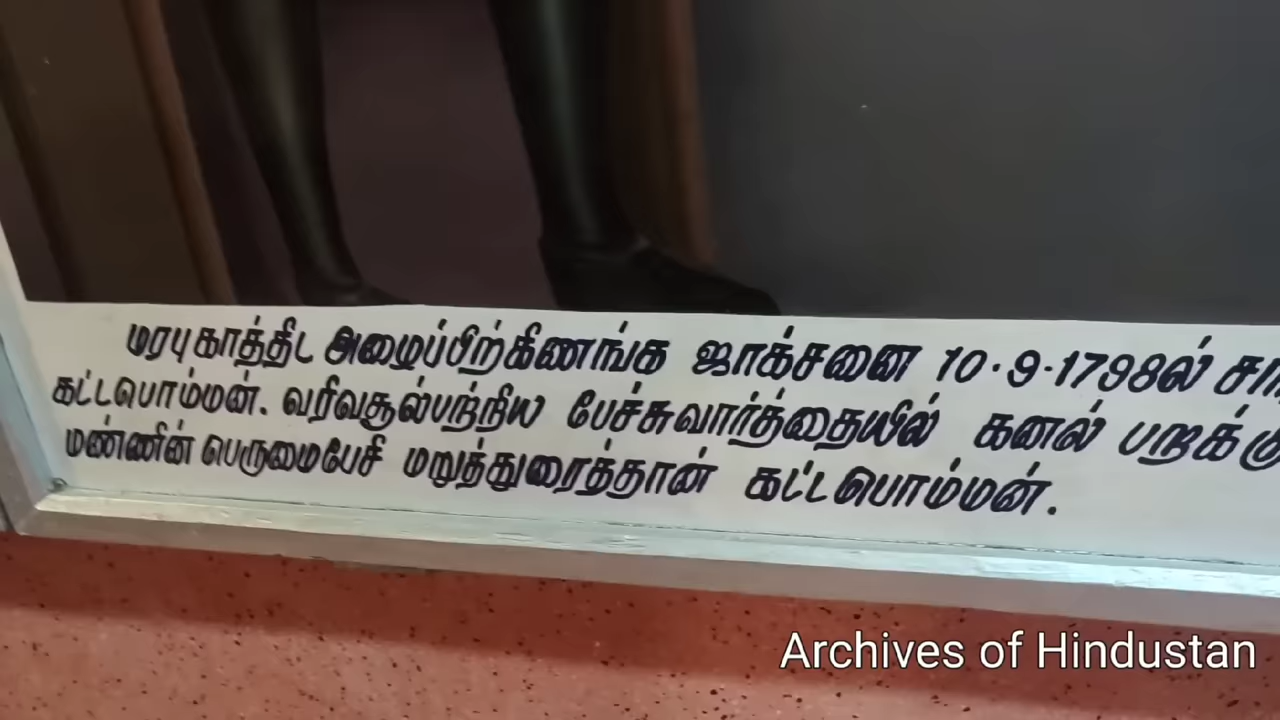 மரபுகாத்திட அழைப்பிற்கிணங்க ஜாக்சனை 10.9.1798ல்
கட்டபொம்மன். வரிவசூல்பற்றிய பேச்சுவார்த்தையில் கனல்
மண்ணின் பெருமைபேசி மறுத்துரைத்தான் கட்டபொம்மன்.
Archives of Hindustan